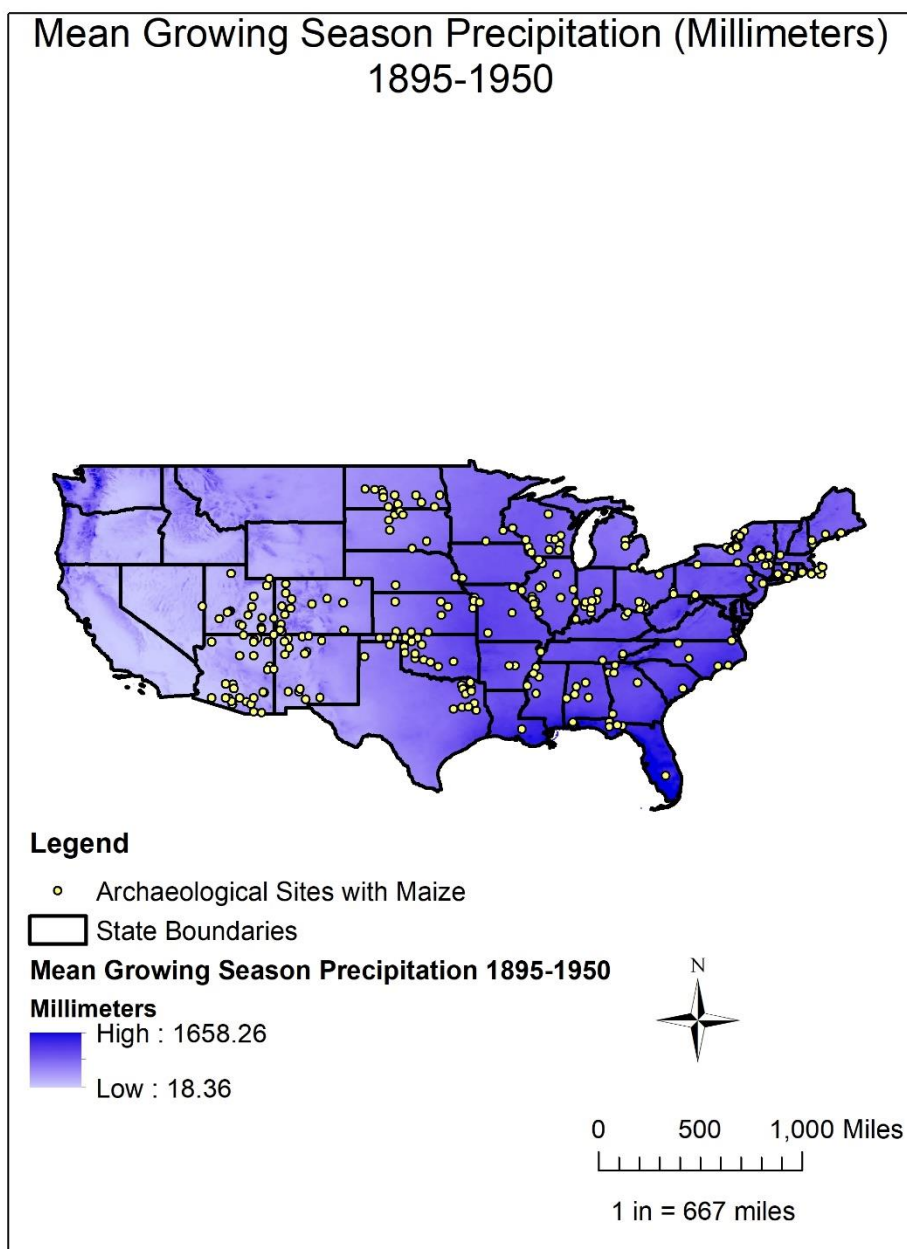 Mean Growing Season Precipitation (Millimeters)
1895-1950
Legend
Archaeological Sites with Maize
State Boundaries
Mean Growing Season Precipitation 1895-1950
Millimeters
High : 1658.26
Low : 18.36
N
0 500 1,000 Miles
1 in = 667 miles